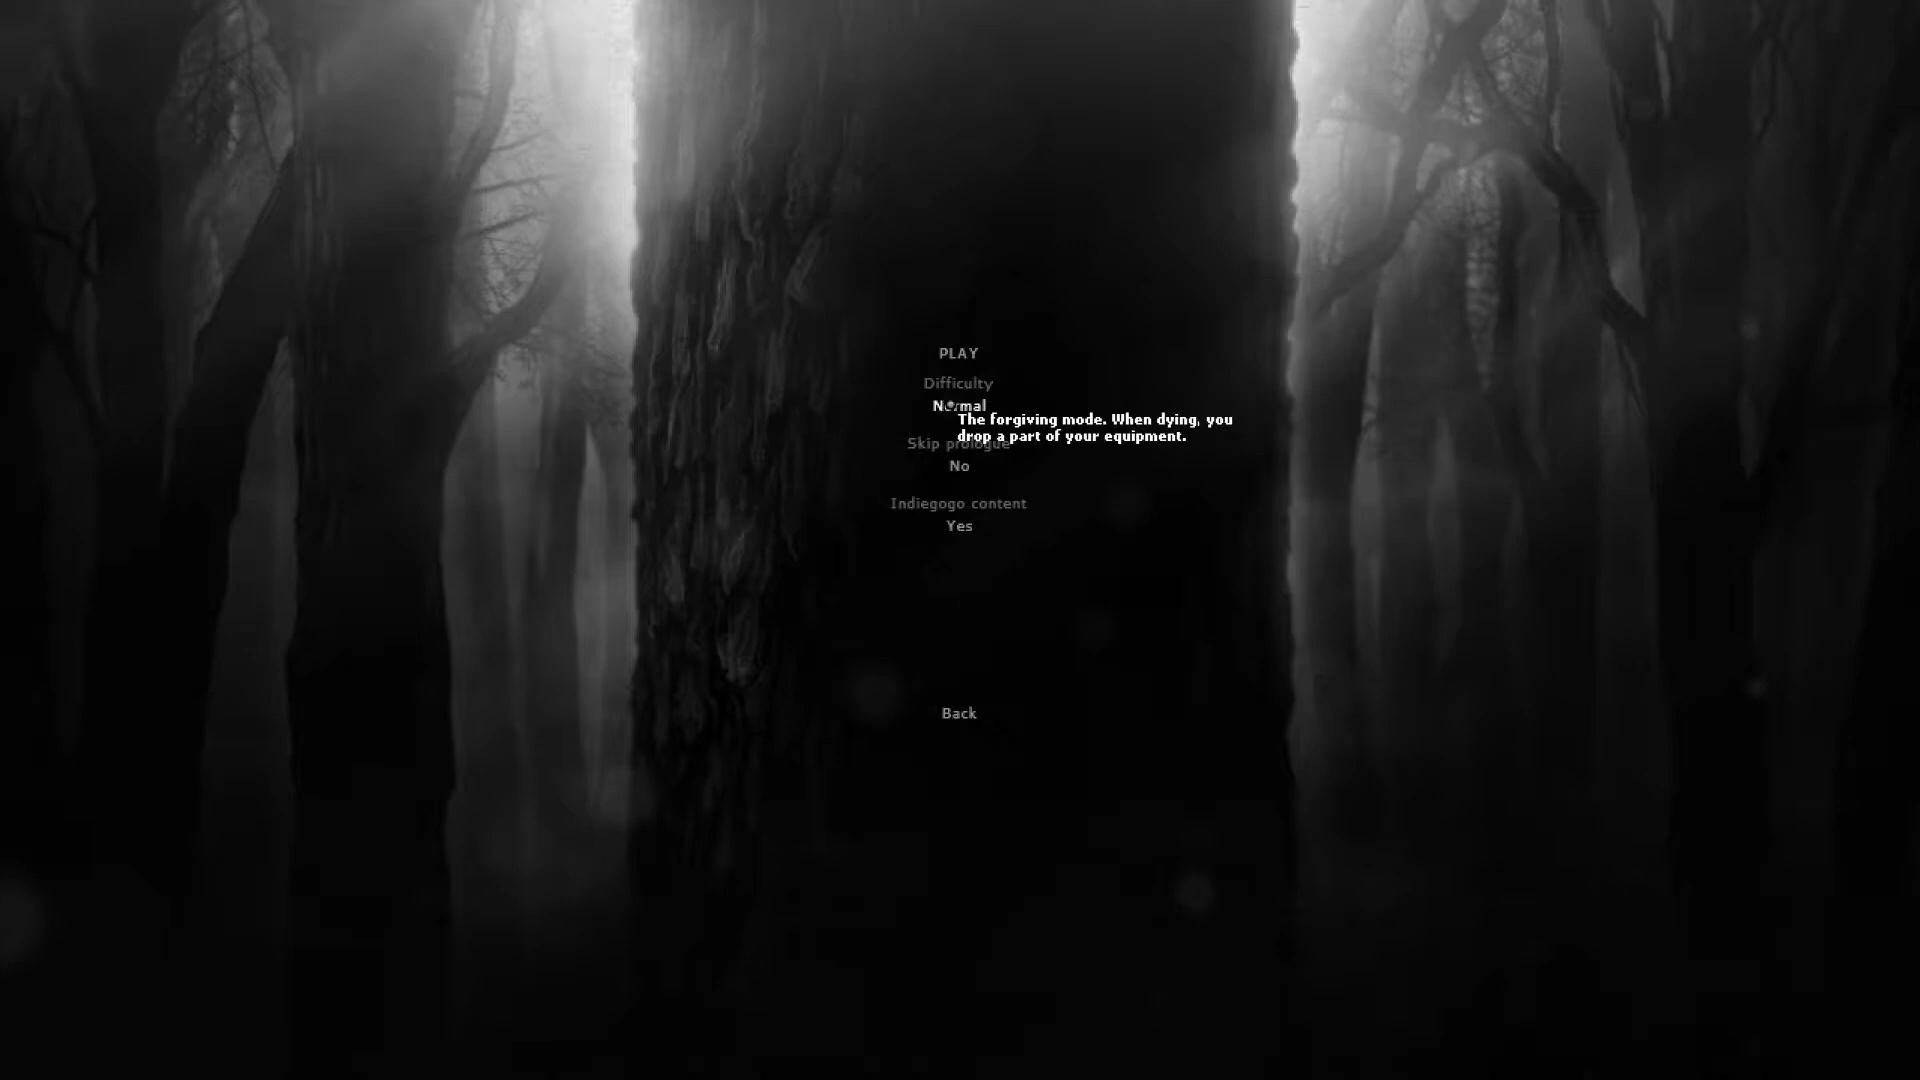 PLAY
Difficulty
Normal
The forgiving mode. When dying, you
drop a part of your equipment.
Skip prologue
No
Indiegogo content
Yes
Back